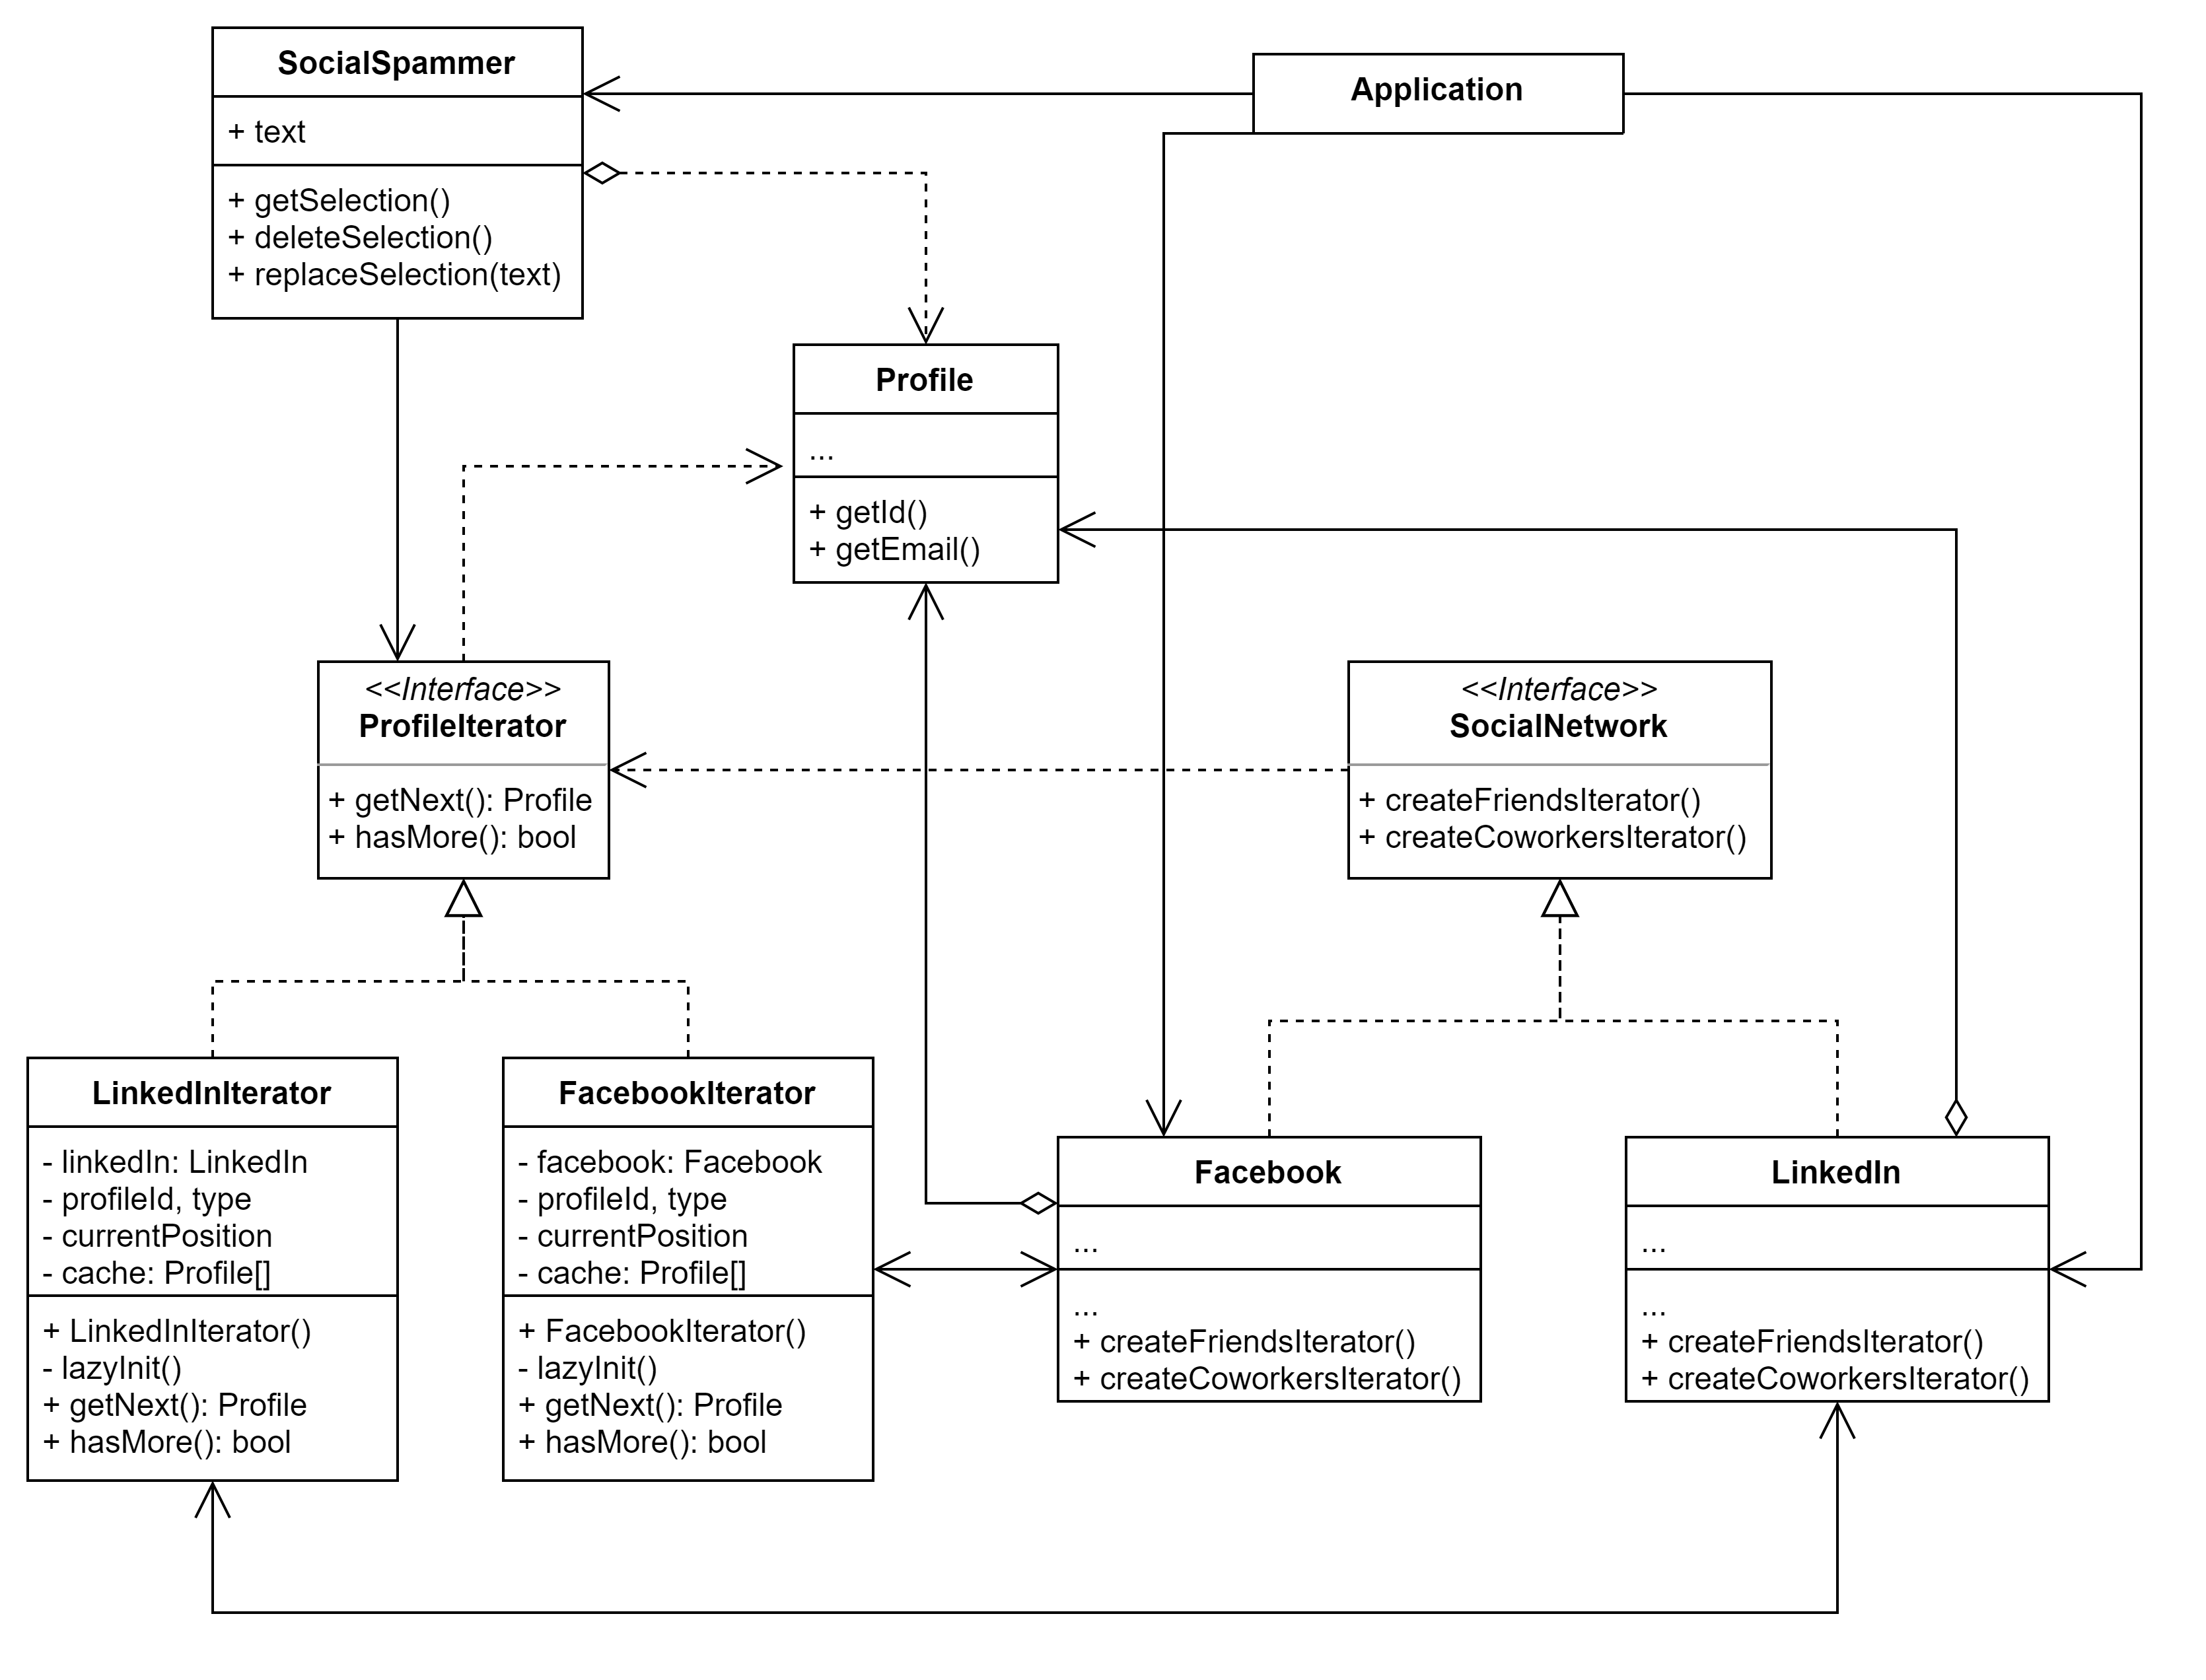 SocialSpammer
+ text
+ getSelection()
+ deleteSelection()
+ replaceSelection(text)
Application
Profile
...
+ getId()
+ getEmail()
<<Interface>>
ProfileIterator
+ getNext(): Profile
+ hasMore(): bool
<<Interface>>
SocialNetwork
+ createFriendsIterator()
+ createCoworkersIterator()
LinkedInIterator
- linkedIn: LinkedIn
- profileId, type
- currentPosition
- cache: Profile[]
+ LinkedInIterator()
- lazyInit()
+ getNext(): Profile
+ hasMore(): bool
FacebookIterator
- facebook: Facebook
- profileId, type
- currentPosition
- cache: Profile[]
+ FacebookIterator()
- lazyInit()
+ getNext(): Profile
+ hasMore(): bool
Facebook
...
...
+ createFriendsIterator()
+ createCoworkersIterator()
LinkedIn
...
...
+ createFriendsIterator()
+ createCoworkersIterator()